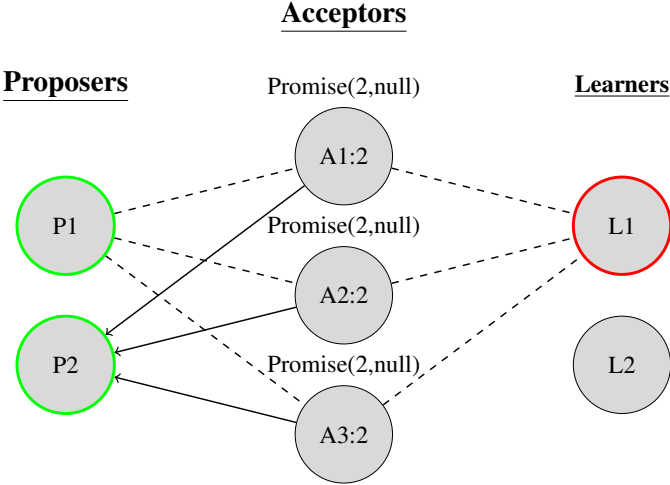 Acceptors
Proposers
Learners
Promise(2,null)
A1:2
P1
L1
Promise(2,null)
A2:2
P2
L2
Promise(2,null)
A3:2